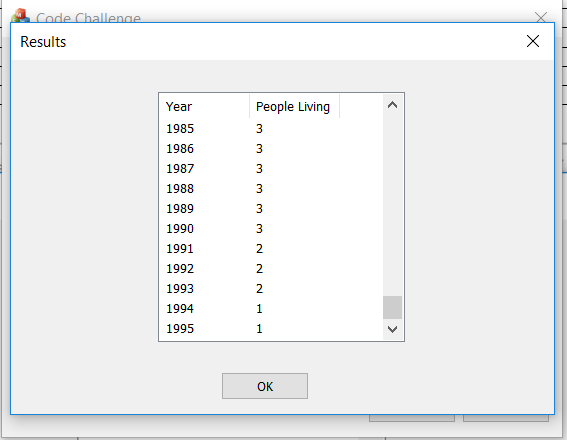 Code Challenge
Results
Year People Living
1985 3
1986 3
1987 3
1988 3
1989 3
1990 3
1991 2
1992 2
1993 2
1994 1
1995 1
OK